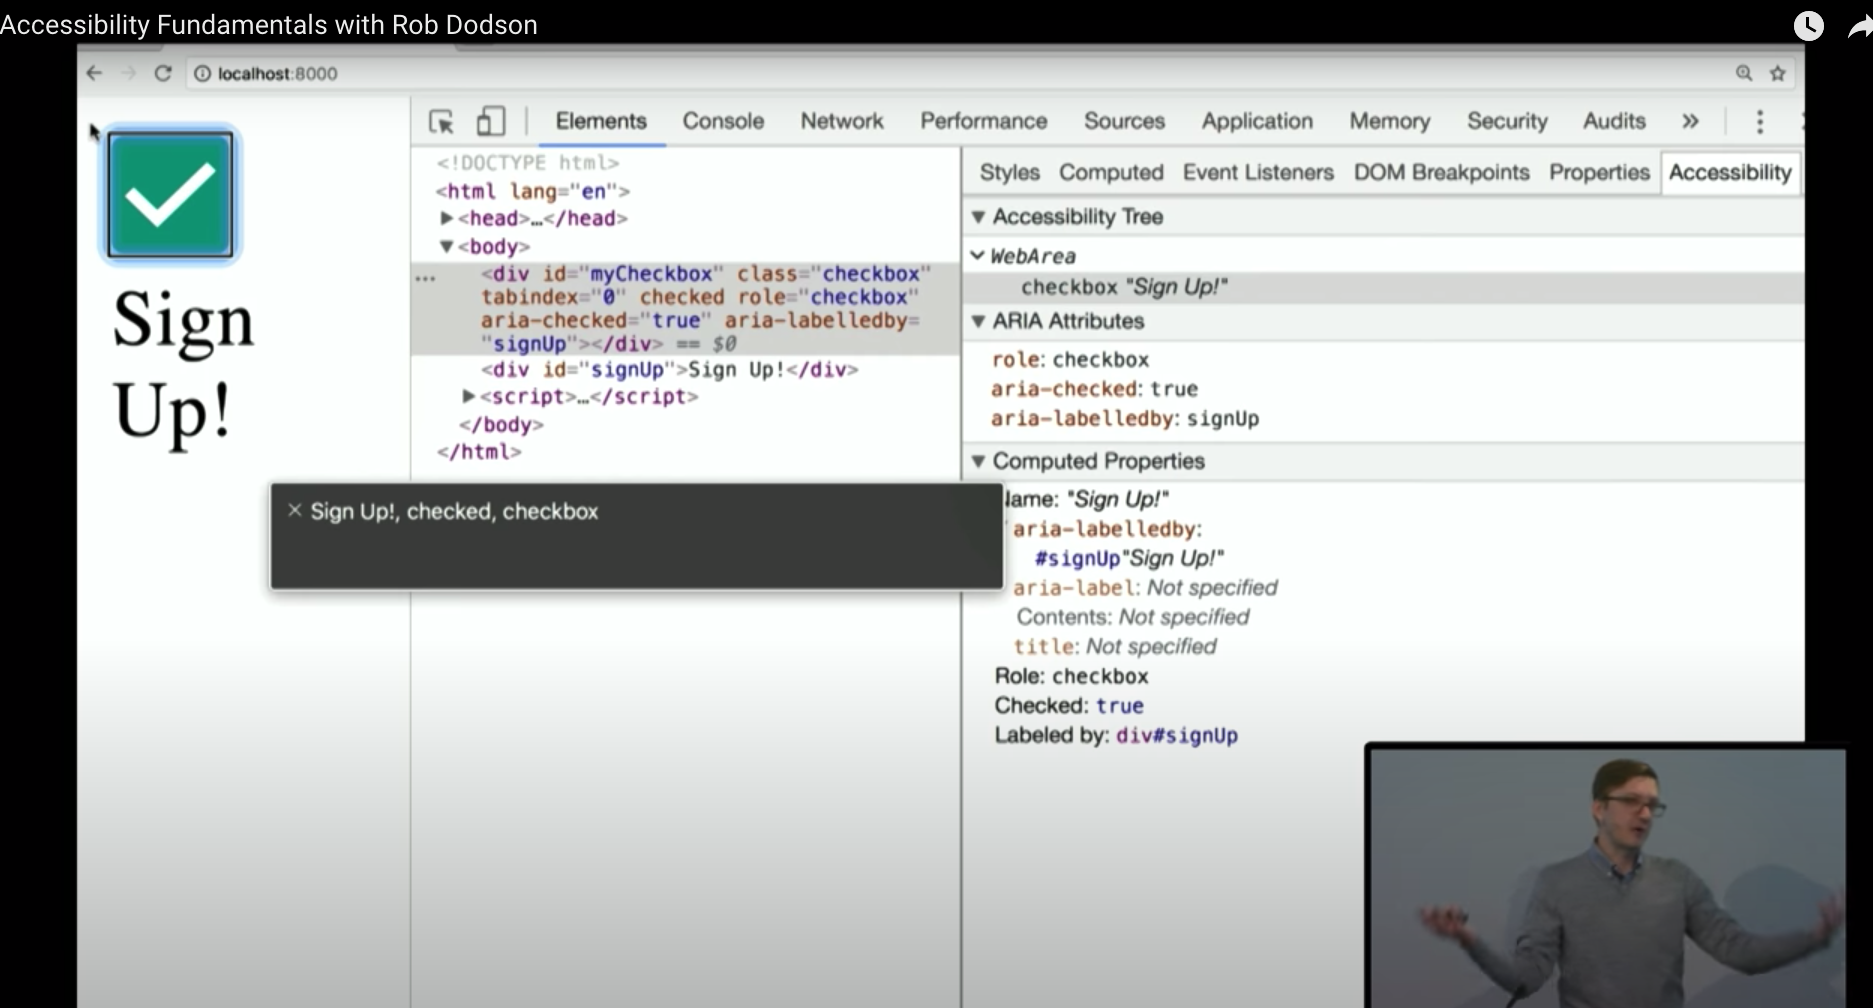 Accessibility Fundamentals with Rob Dodson
localhost:8000
Sign
Up!
Elements Console Network Performance Sources Application Memory Security Audits »
<!DOCTYPE html>
<html lang="en">
▶<head>…</head>
▼<body>
… <div id="myCheckbox" class="checkbox"
tabindex="0" checked role="checkbox"
aria-checked="true" aria-labelledby=
"signUp"></div> == $0
<div id="signUp">Sign Up!</div>
▶<script>…</script>
</body>
</html>
× Sign Up!, checked, checkbox
Styles Computed Event Listeners DOM Breakpoints Properties Accessibility
▼ Accessibility Tree
WebArea
checkbox "Sign Up!"
▼ ARIA Attributes
role: checkbox
aria-checked: true
aria-labelledby: signUp
▼ Computed Properties
Name: "Sign Up!"
aria-labelledby:
#signUp"Sign Up!"
aria-label: Not specified
Contents: Not specified
title: Not specified
Role: checkbox
Checked: true
Labeled by: div#signUp